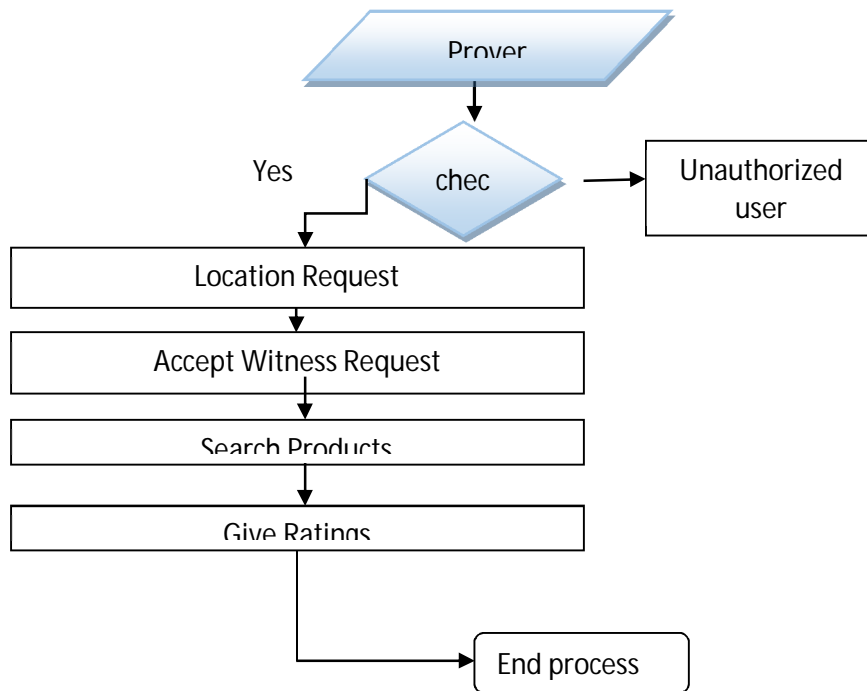 Prover
Yes
chec
Unauthorized
user
Location Request
Accept Witness Request
Search Products
Give Ratings
End process